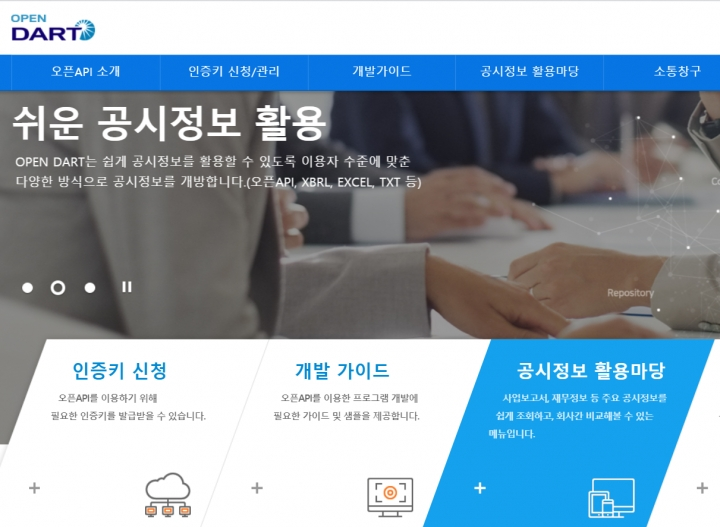 OPEN
DART
오픈API 소개 인증키 신청/관리 개발가이드 공시정보 활용마당 소통창구
쉬운 공시정보 활용
OPEN DART는 쉽게 공시정보를 활용할 수 있도록 이용자 수준에 맞춘
다양한 방식으로 공시정보를 개방합니다.(오픈API, XBRL, EXCEL, TXT 등)
Repository
인증키 신청
오픈API를 이용하기 위해
필요한 인증키를 발급받을 수 있습니다.
개발 가이드
오픈API를 이용한 프로그램 개발에
필요한 가이드 및 샘플을 제공합니다.
공시정보 활용마당
사업보고서, 재무정보 등 주요 공시정보를
쉽게 조회하고, 회사간 비교해볼 수 있는
메뉴입니다.